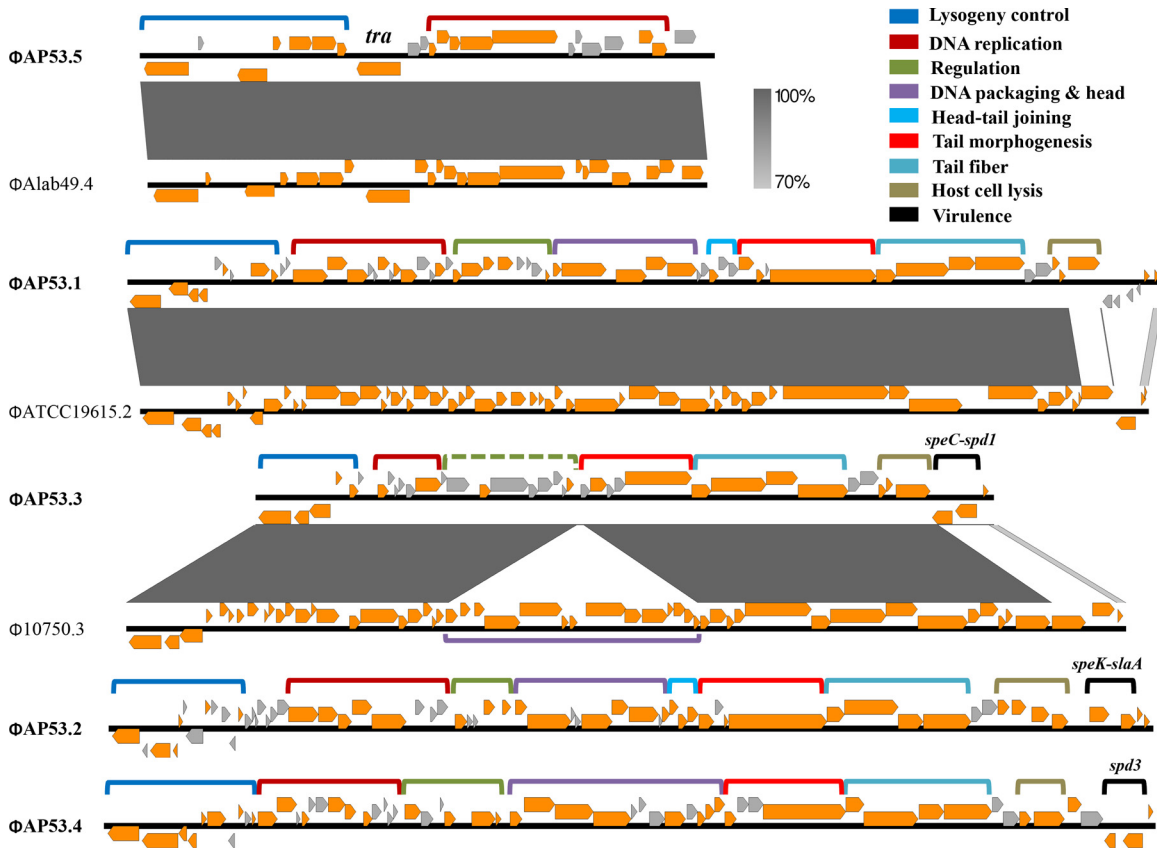 Lysogeny control
tra
DNA replication
ΦAP53.5
Regulation
100%
DNA packaging & head
Head-tail joining
Tail morphogenesis
70%
Tail fiber
ΦAlab49.4
Host cell lysis
Virulence
ΦAP53.1
ΦATCC19615.2
speC-spd1
ΦAP53.3
Φ10750.3
speK-slaA
ΦAP53.2
spd3
ΦAP53.4